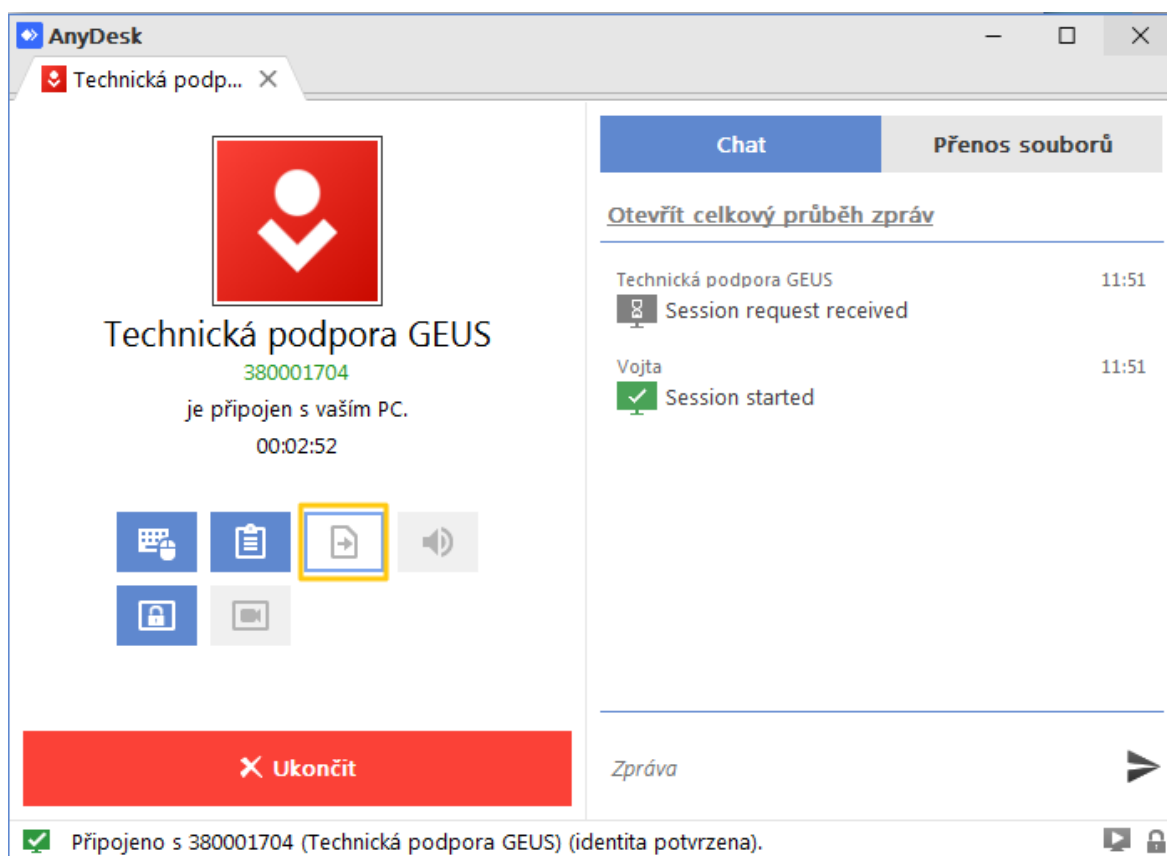 AnyDesk
Technická podp...
Technická podpora GEUS
380001704
je připojen s vaším PC.
00:02:52
Ukončit
Chat
Přenos souborů
Otevřít celkový průběh zpráv
Technická podpora GEUS 11:51
Session request received
Vojta 11:51
Session started
Zpráva
Připojeno s 380001704 (Technická podpora GEUS) (identita potvrzena).